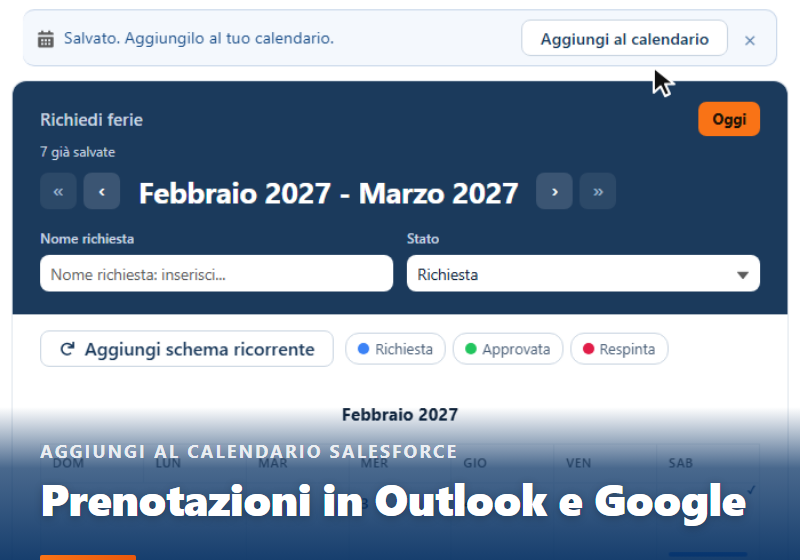 Salvato. Aggiungilo al tuo calendario.
Aggiungi al calendario
×
Richiedi ferie
Oggi
7 già salvate
« ‹ Febbraio 2027 - Marzo 2027 › »
Nome richiesta
Stato
Nome richiesta: inserisci...
Richiesta
Aggiungi schema ricorrente
Richiesta
Approvata
Respinta
Febbraio 2027
AGGIUNGI AL CALENDARIO SALESFORCE
DOM LUN MAR MER GIO VEN SAB
Prenotazioni in Outlook e Google